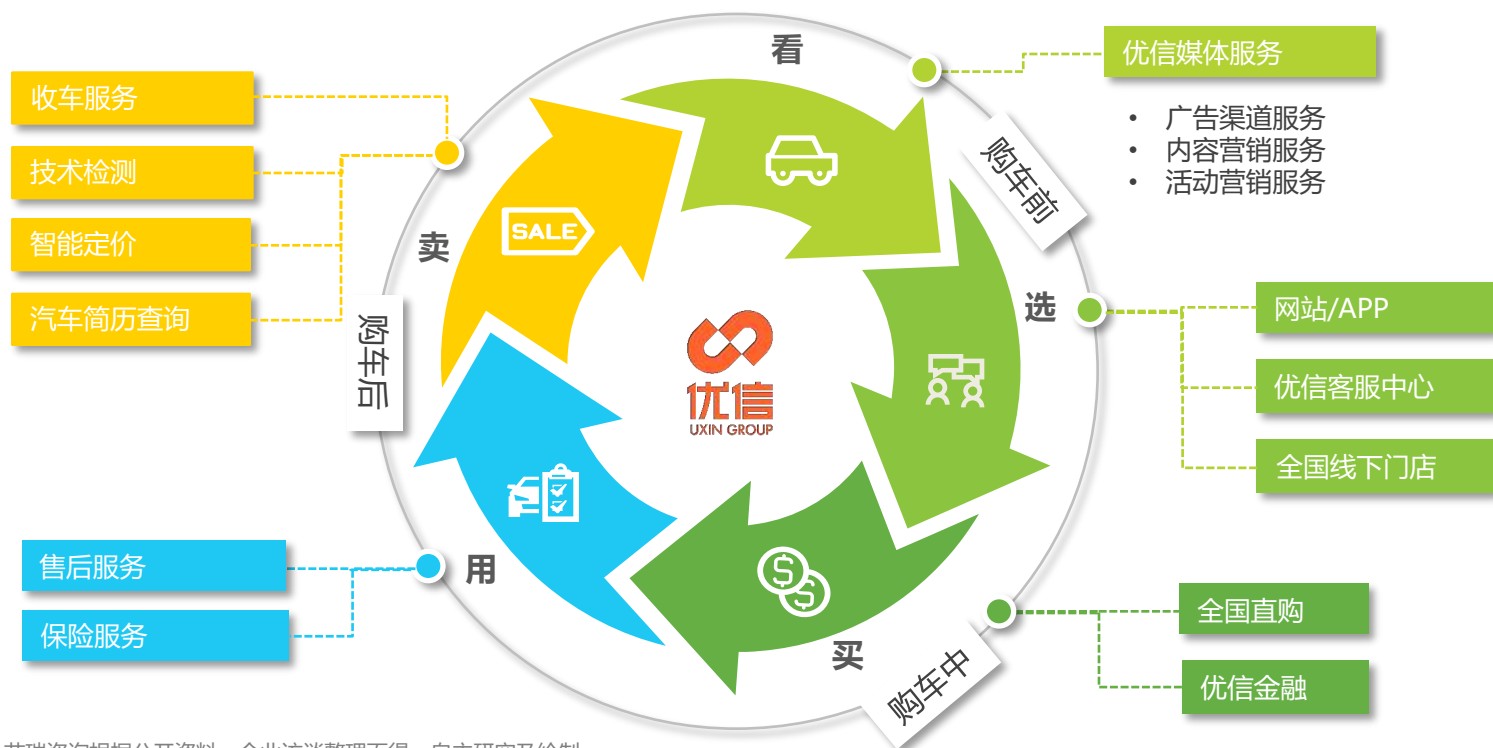 看
优信媒体服务
• 广告渠道服务
• 内容营销服务
• 活动营销服务
购车前
选
网站/APP
优信客服中心
全国线下门店
全国直购
优信金融
购车中
买
用
售后服务
保险服务
购车后
卖
收车服务
技术检测
智能定价
汽车简历查询
SALE
优信
UXIN GROUP